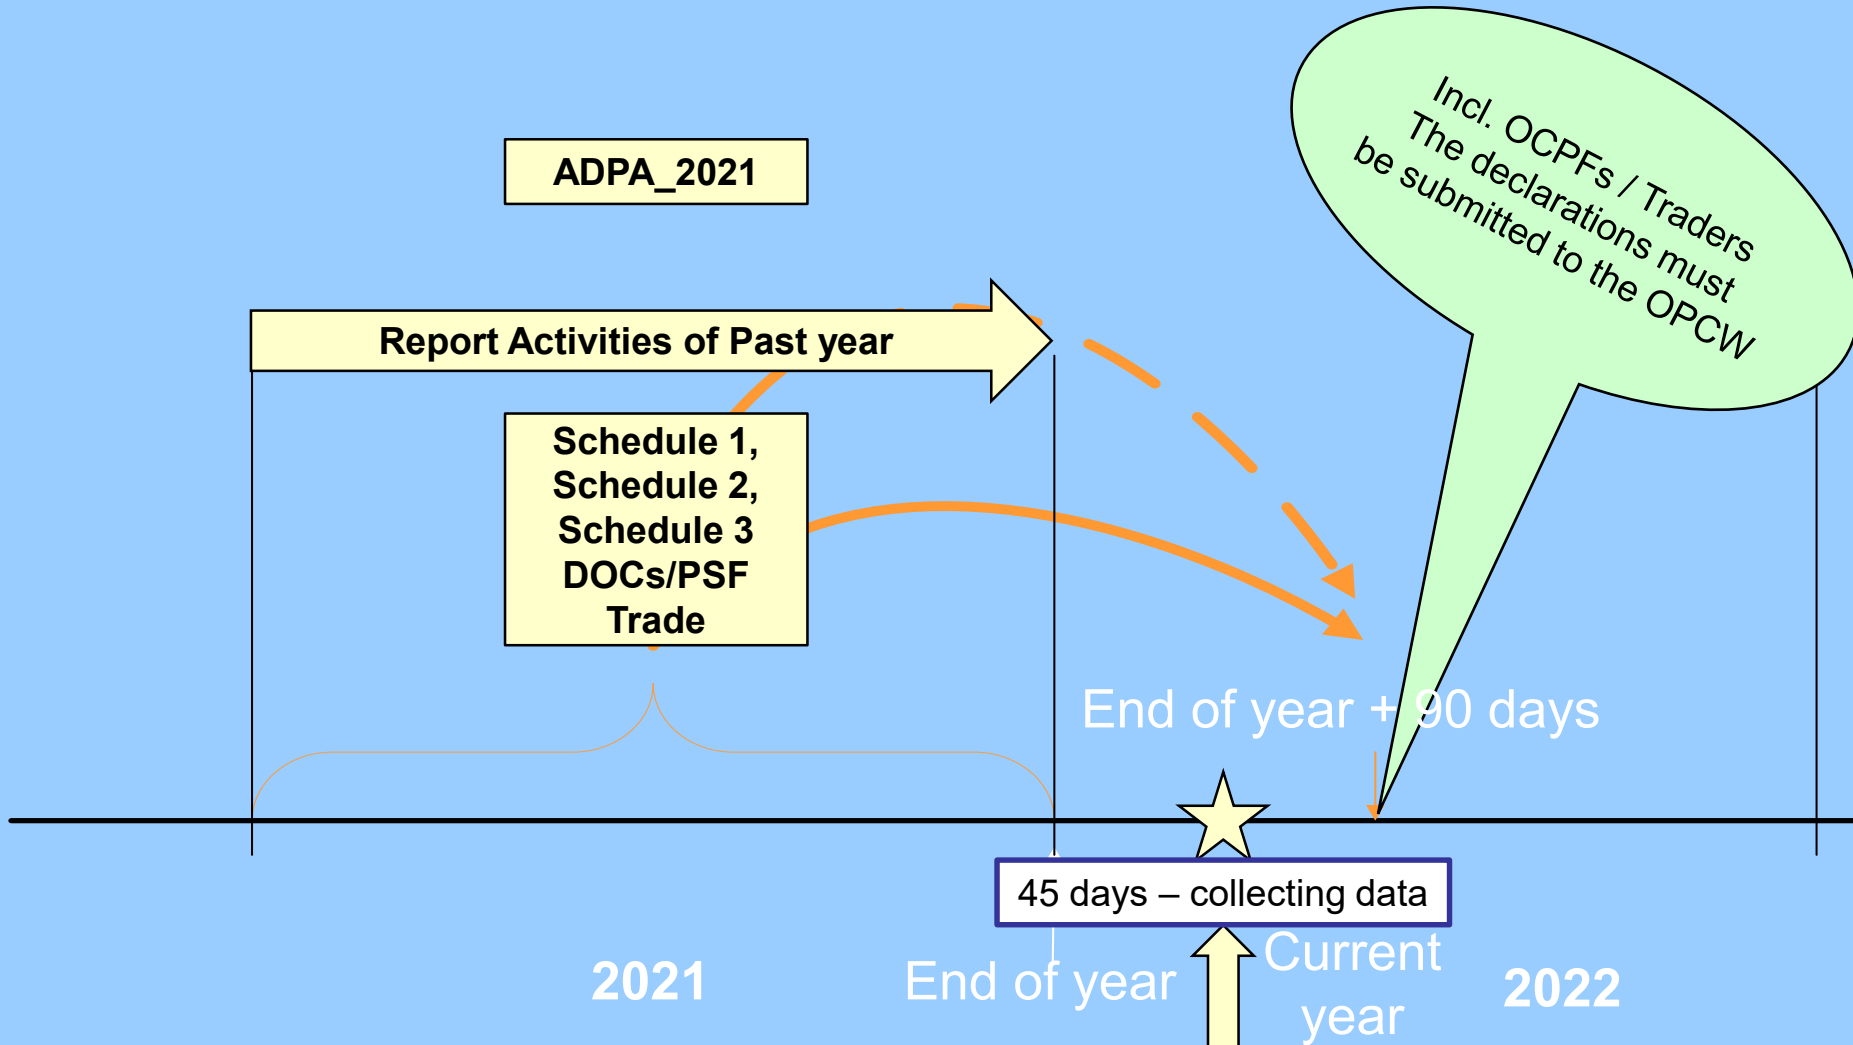 Incl. OCPFs / Traders
The declarations must
be submitted to the OPCW
ADPA_2021
Report Activities of Past year
Schedule 1,
Schedule 2,
Schedule 3
DOCs/PSF
Trade
End of year + 90 days
45 days – collecting data
2021
End of year
Current
year
2022